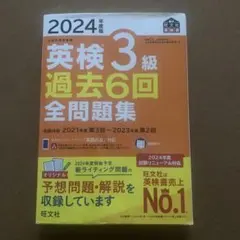 2024年度版
英検®3級
過去6回
全問題集
2021年度 第3回〜2023年度 第2回
2024年度
試験リニューアル対応
2024年度新試験
新ライティング問題の
オリジナル
予想問題・解説を
収録しています
旺文社は
英検書売上
No.1
旺文社